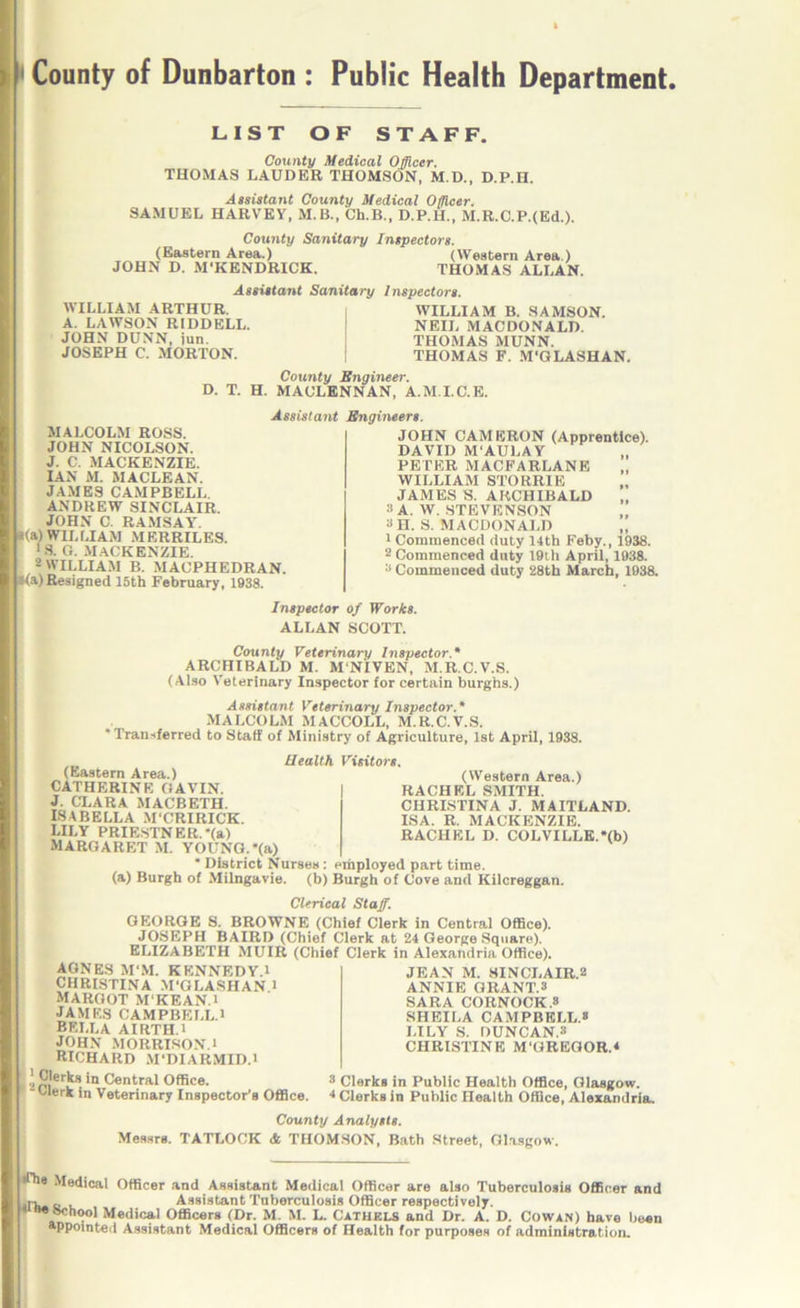 County of Dunbarton : Public Health Department.
LIST OF STAFF.
County Medical Officer.
THOMAS LAUDER THOMSON, M.D., D.P.H.
Assistant County Medical Officer.
SAMUEL HARVEY, M.B., Ch.B., D.P.H., M.R.C.P.(Ed.).
County Sanitary Inspectors.
(Eastern Area.)
JOHN D. M'KENDRICK.
(Western Area.)
THOMAS ALLAN.
Assistant Sanitary Inspectors.
WILLIAM ARTHUR.
A. LAWSON RIDDELL.
JOHN DUNN, jun.
JOSEPH C. MORTON.
WILLIAM B. SAMSON.
NEIL MACDONALD.
THOMAS MUNN.
THOMAS F. M'GLASHAN.
County Engineer.
D. T. H. MACLENNAN, A.M.I.C.E.
Assistant Engineers.
MALCOLM ROSS.
JOHN NICOLSON.
J. C. MACKENZIE.
IAN M. MACLEAN.
JAMES CAMPBELL.
ANDREW SINCLAIR.
JOHN C. RAMSAY.
(a) WILLIAM MERRILES.
1 S. G. MACKENZIE.
2 WILLIAM B. MACPHEDRAN.
(a) Resigned 15th February, 1938.
JOHN CAMERON (Apprentice).
DAVID M'AULAY ,,
PETER MACFARLANE ,,
WILLIAM STORRIE ,,
JAMES S. ARCHIBALD ,,
3 A. W. STEVENSON ,,
3 H. S. MACDONALD ,,
1 Commenced duty 14th Feby., 1938.
2 Commenced duty 19th April, 1938.
3 Commenced duty 28th March, 1938.
Inspector of Works.
ALLAN SCOTT.
County Veterinary Inspector.*
ARCHIBALD M. M'NIVEN, M.R.C.V.S.
(Also Veterinary Inspector for certain burghs.)
Assistant Veterinary Inspector.*
MALCOLM MACCOLL, M.R.C.V.S.
* Transferred to Staff of Ministry of Agriculture, 1st April, 1938.
Health Visitors.
(Eastern Area.)
CATHERINE GAVIN.
J. CLARA MACBETH.
ISABELLA M'CRIRICK.
LILY PRIESTNER.*(a)
MARGARET M. YOUNG.*(a)
(Western Area.)
RACHEL SMITH.
CHRISTINA J. MAITLAND.
ISA. R. MACKENZIE.
RACHEL D. COLVILLE.*(b)
* District Nurses: employed part time.
(a) Burgh of Milngavie. (b) Burgh of Cove and Kilcreggan.
Clerical Staff.
GEORGE S. BROWNE (Chief Clerk in Central Office).
JOSEPH BAIRD (Chief Clerk at 24 George Square).
ELIZABETH MUIR (Chief Clerk in Alexandria Office).
AGNES M'M. KENNEDY.1
CHRISTINA M'GLASHAN.1
MARGOT M'KEAN.1
JAMES CAMPBELL.1
BELLA AIRTH.1
JOHN MORRISON.1
RICHARD M'DIARMID.1
JEAN M. SINCLAIR.2
ANNIE GRANT.3
SARA CORNOCK.3
SHEILA CAMPBELL.3
LILY S. DUNCAN.3
CHRISTINE M'GREGOR.4
1 Clerks in Central Office.
2 Clerk in Veterinary Inspector's Office.
3 Clerks in Public Health Office, Glasgow.
4 Clerks in Public Health Office, Alexandria.
County Analysts.
Messrs. TATLOCK & THOMSON, Bath Street, Glasgow.
The Medical Officer and Assistant Medical Officer are also Tuberculosis Officer and
Assistant Tuberculosis Officer respectively.
The School Medical Officers (Dr. M. M. L. CATHELS and Dr. A. D. COWAN) have been
appointed Assistant Medical Officers of Health for purposes of administration.